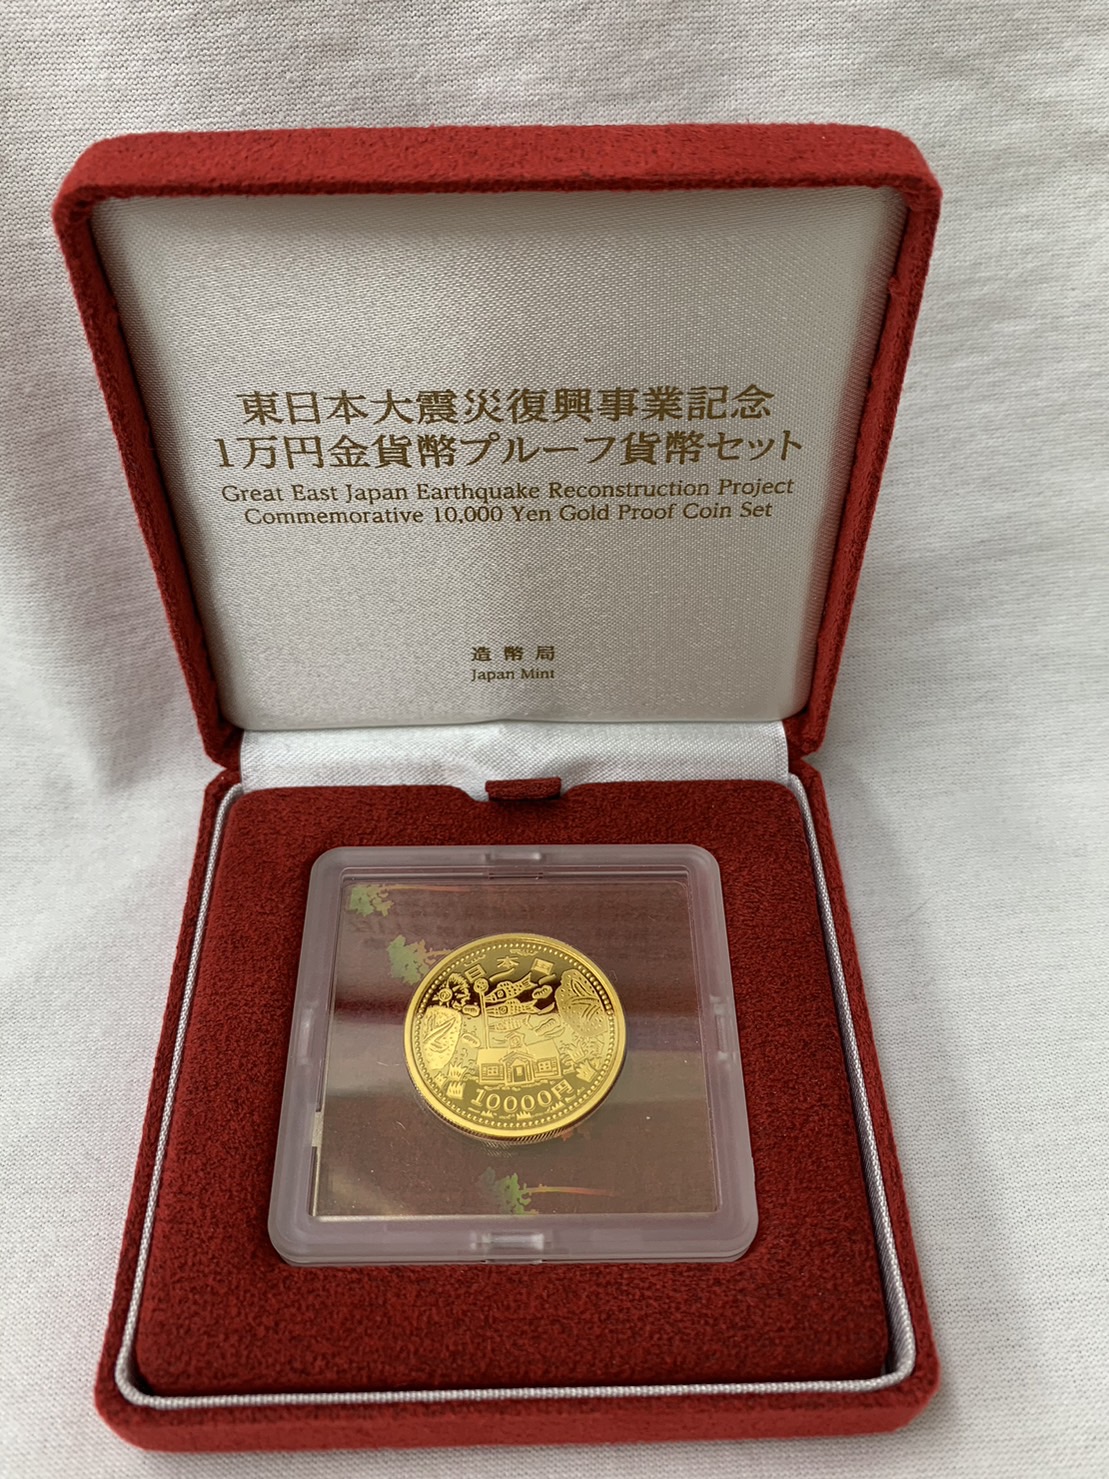 東日本大震災復興事業記念
1万円金貨幣プルーフ貨幣セット
Great East Japan Earthquake Reconstruction Project
Commemorative 10,000 Yen Gold Proof Coin Set
造幣局
Japan Mint
日本国
10000円